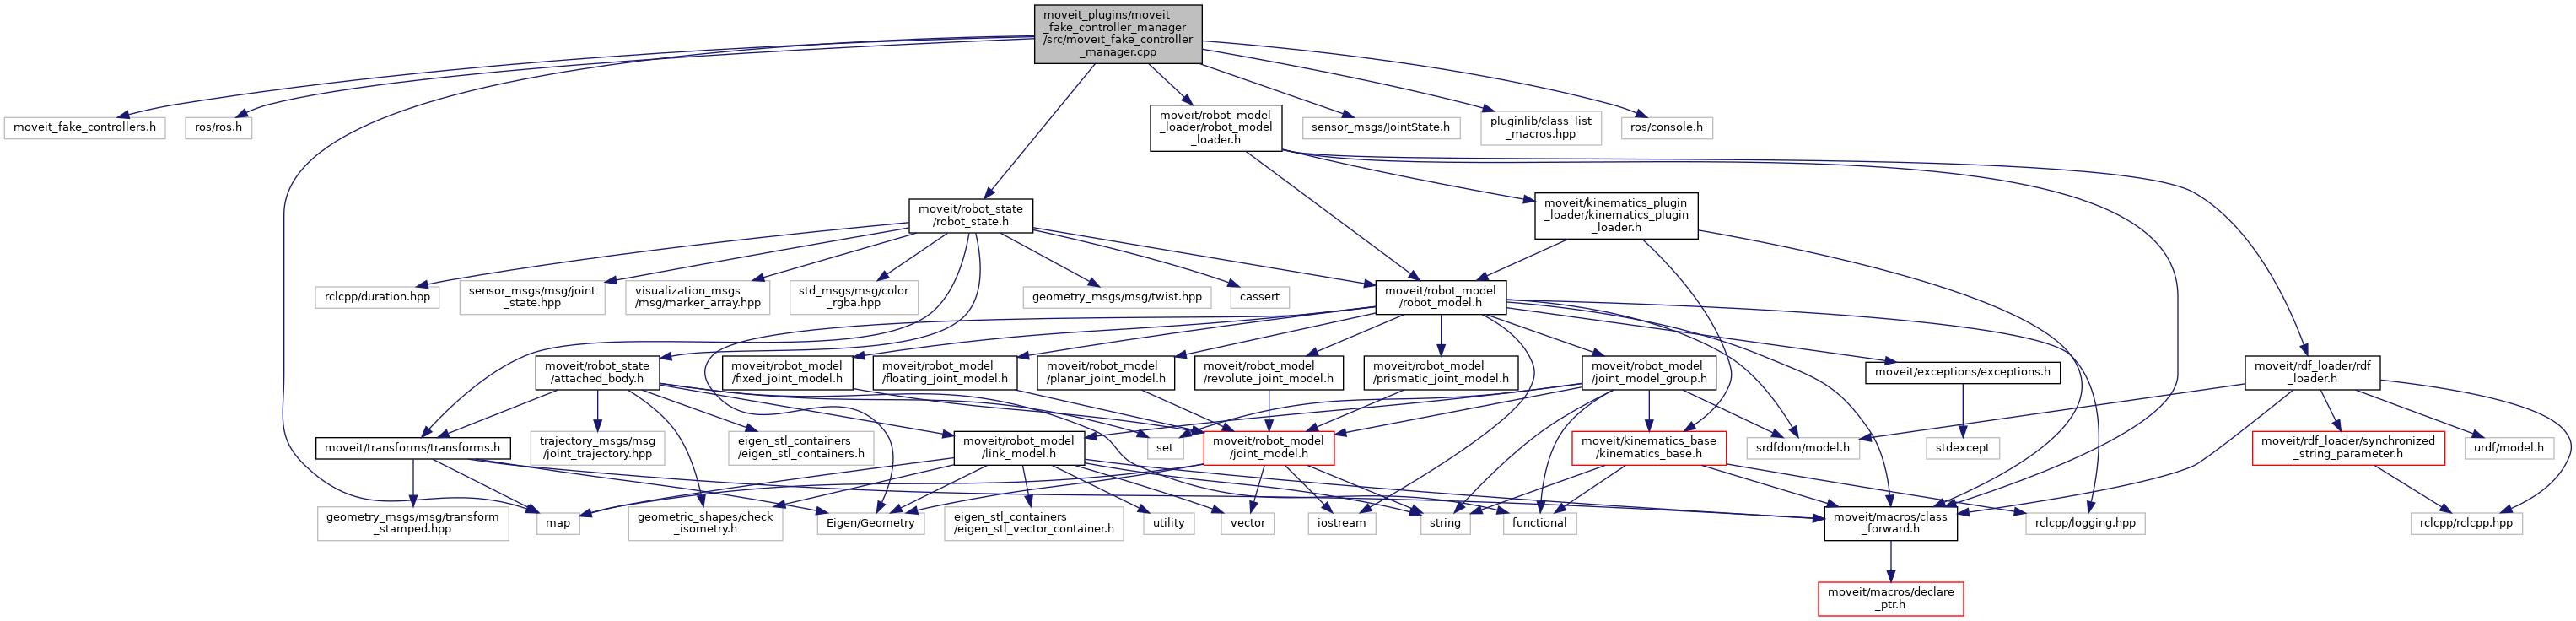 moveit_plugins/moveit
_fake_controller_manager
/src/moveit_fake_controller
_manager.cpp
moveit_fake_controllers.h
ros/ros.h
moveit/robot_model
_loader/robot_model
_loader.h
sensor_msgs/JointState.h
pluginlib/class_list
_macros.hpp
ros/console.h
moveit/robot_state
/robot_state.h
moveit/kinematics_plugin
_loader/kinematics_plugin
_loader.h
rclcpp/duration.hpp
sensor_msgs/msg/joint
_state.hpp
visualization_msgs
/msg/marker_array.hpp
std_msgs/msg/color
_rgba.hpp
geometry_msgs/msg/twist.hpp
cassert
moveit/robot_model
/robot_model.h
moveit/robot_state
/attached_body.h
moveit/robot_model
/fixed_joint_model.h
moveit/robot_model
/floating_joint_model.h
moveit/robot_model
/planar_joint_model.h
moveit/robot_model
/revolute_joint_model.h
moveit/robot_model
/prismatic_joint_model.h
moveit/robot_model
/joint_model_group.h
moveit/exceptions/exceptions.h
moveit/rdf_loader/rdf
_loader.h
moveit/transforms/transforms.h
trajectory_msgs/msg
/joint_trajectory.hpp
eigen_stl_containers
/eigen_stl_containers.h
moveit/robot_model
/link_model.h
set
moveit/robot_model
/joint_model.h
moveit/kinematics_base
/kinematics_base.h
srdfdom/model.h
stdexcept
moveit/rdf_loader/synchronized
_string_parameter.h
urdf/model.h
geometry_msgs/msg/transform
_stamped.hpp
map
geometric_shapes/check
_isometry.h
Eigen/Geometry
eigen_stl_containers
/eigen_stl_vector_container.h
utility
vector
iostream
string
functional
moveit/macros/class
_forward.h
rclcpp/logging.hpp
rclcpp/rclcpp.hpp
moveit/macros/declare
_ptr.h